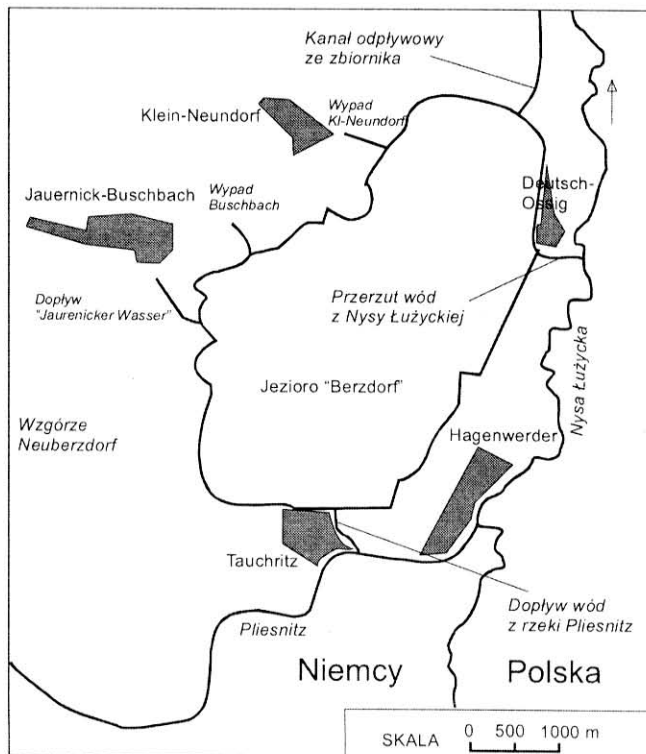 Kanał odpływowy
ze zbiornika
Klein-Neundorf
Wypad
Kl-Neundorf
Jauernick-Buschbach
Wypad
Buschbach
Deutsch-
Ossig
Dopływ
"Jaurenicker Wasser"
Przerzut wód
z Nysy Łużyckiej
Nysa Łużycka
Jezioro "Berzdorf"
Wzgórze
Neuberzdorf
Hagenwerder
Tauchritz
Dopływ wód
z rzeki Pliesnitz
Pliesnitz
Niemcy
Polska
SKALA 0 500 1000 m